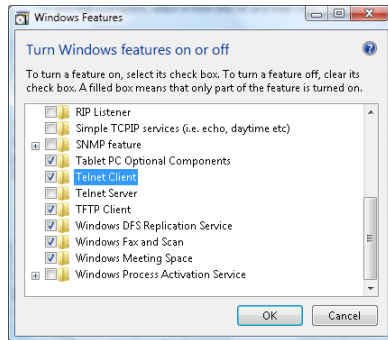 Windows Features
Turn Windows features on or off
To turn a feature on, select its check box. To turn a feature off, clear its
check box. A filled box means that only part of the feature is turned on.
RIP Listener
Simple TCPIP services (i.e. echo, daytime etc)
SNMP feature
Tablet PC Optional Components
Telnet Client
Telnet Server
TFTP Client
Windows DFS Replication Service
Windows Fax and Scan
Windows Meeting Space
Windows Process Activation Service
OK
Cancel